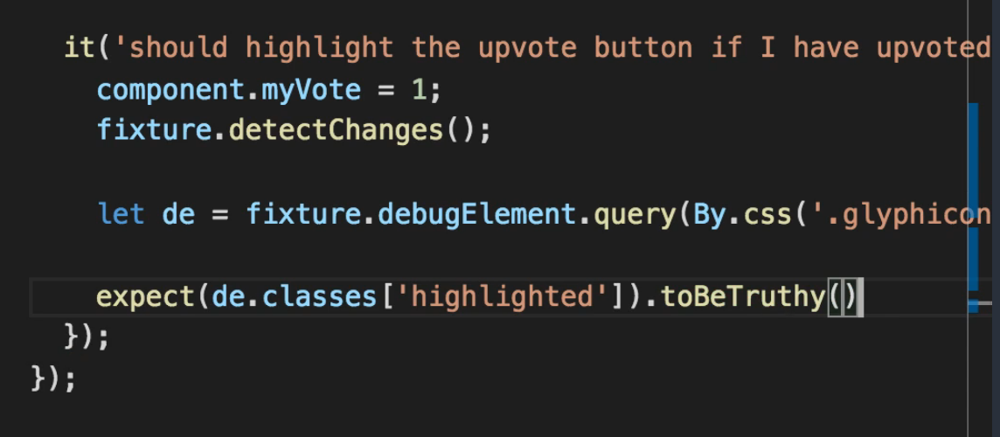 it('should highlight the upvote button if I have upvoted
component.myVote = 1;
fixture.detectChanges();
let de = fixture.debugElement.query(By.css('.glyphicon
expect(de.classes['highlighted']).toBeTruthy()
});
});